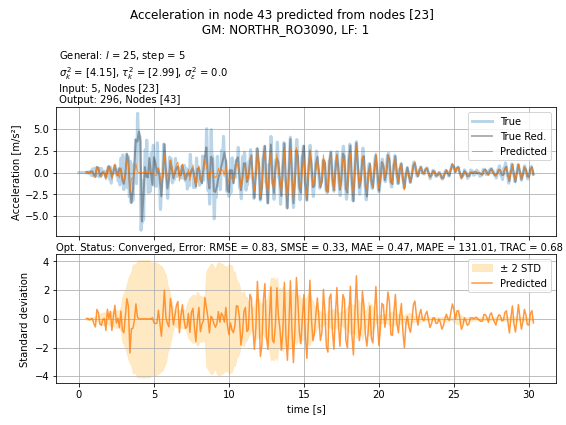 Acceleration in node 43 predicted from nodes [23]
GM: NORTHR_RO3090, LF: 1
General: l = 25, step = 5
σ²ₖ = [4.15], τ²ₖ = [2.99], σ²ε = 0.0
Input: 5, Nodes [23]
Output: 296, Nodes [43]
Acceleration [m/s²]
5.0
2.5
0.0
−2.5
−5.0
True
True Red.
Predicted
Opt. Status: Converged, Error: RMSE = 0.83, SMSE = 0.33, MAE = 0.47, MAPE = 131.01, TRAC = 0.68
Standard deviation
4
2
0
−2
−4
± 2 STD
Predicted
0 5 10 15 20 25 30
time [s]